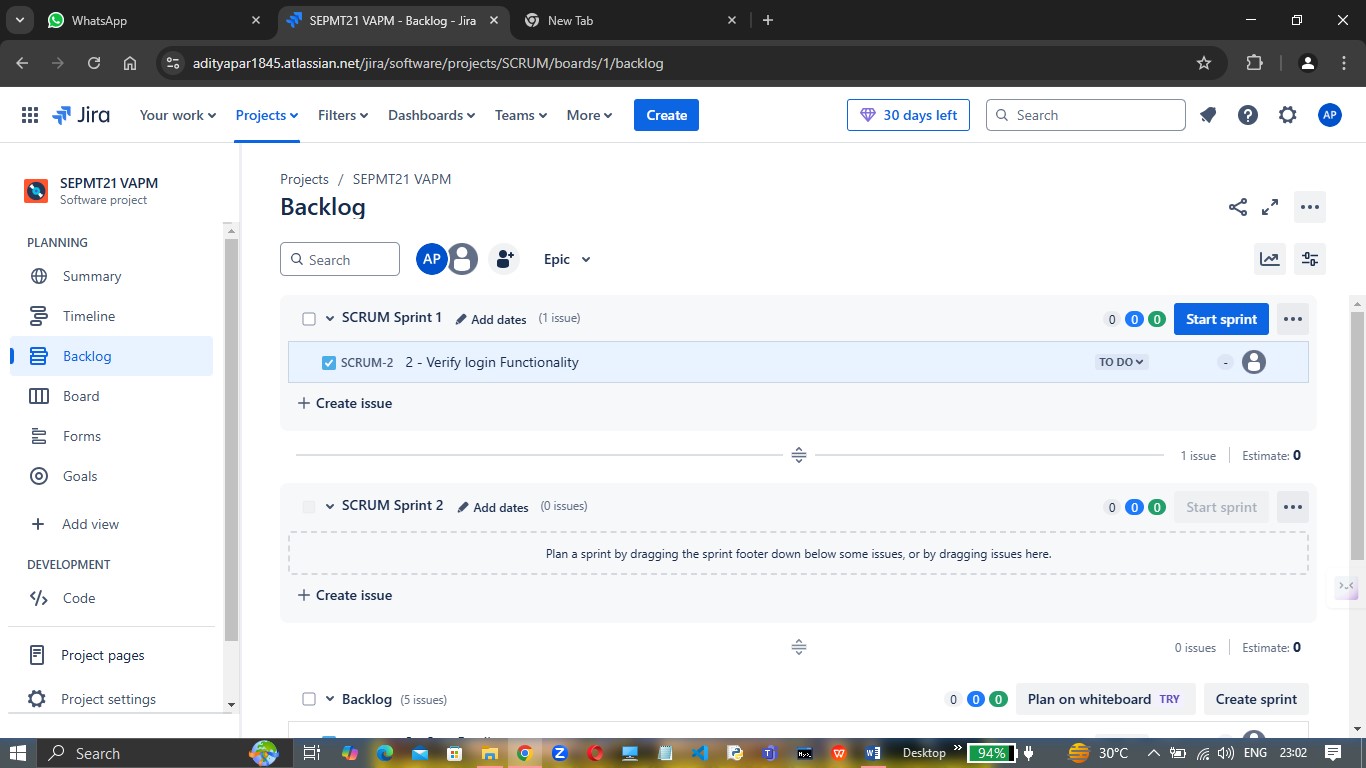 WhatsApp
SEPMT21 VAPM - Backlog - Jira
New Tab
adityapar1845.atlassian.net/jira/software/projects/SCRUM/boards/1/backlog
Jira
Your work
Projects
Filters
Dashboards
Teams
More
Create
30 days left
Search
AP
SEPMT21 VAPM
Software project
PLANNING
Summary
Timeline
Backlog
Board
Forms
Goals
Add view
DEVELOPMENT
Code
Project pages
Project settings
Projects / SEPMT21 VAPM
Backlog
Search
AP
Epic
SCRUM Sprint 1 Add dates (1 issue) 0 0 0 Start sprint
SCRUM-2 2 - Verify login Functionality TO DO -
+ Create issue
1 issue Estimate: 0
SCRUM Sprint 2 Add dates (0 issues) 0 0 0 Start sprint
Plan a sprint by dragging the sprint footer down below some issues, or by dragging issues here.
+ Create issue
0 issues Estimate: 0
Backlog (5 issues) 0 0 0 Plan on whiteboard TRY Create sprint
Search
Desktop
94%
30°C
ENG
23:02